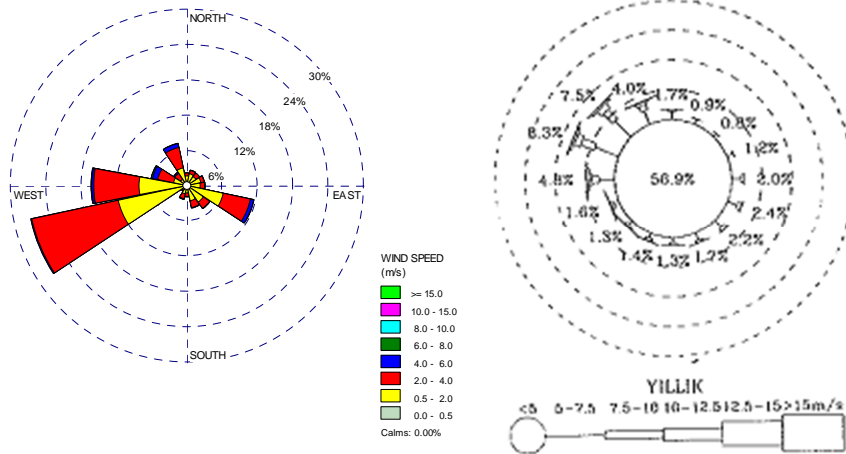 NORTH
30%
24%
18%
12%
6%
WEST
EAST
SOUTH
WIND SPEED
(m/s)
>= 15.0
10.0 - 15.0
8.0 - 10.0
6.0 - 8.0
4.0 - 6.0
2.0 - 4.0
0.5 - 2.0
0.0 - 0.5
Calms: 0.00%
7.5%
4.0%
1.7%
0.9%
0.8%
1.2%
8.3%
4.8%
56.9%
2.0%
1.6%
2.4%
1.3%
2.2%
1.4%
1.3%
1.2%
YILLIK
<5 5-7.5 7.5-10 10-12.5 12.5-15 >15m/s